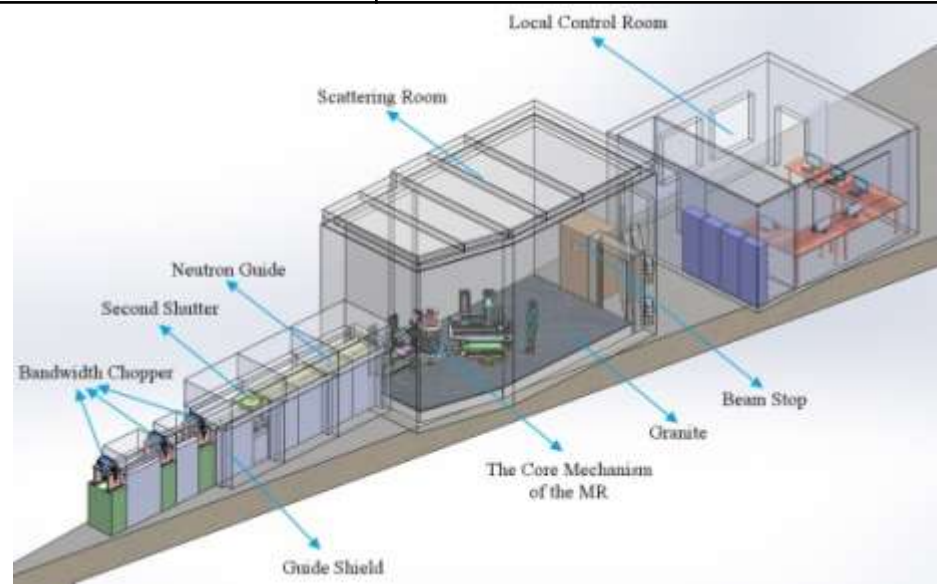 Local Control Room
Scattering Room
Neutron Guide
Second Shutter
Bandwidth Chopper
Beam Stop
Granite
The Core Mechanism
of the MR
Guide Shield